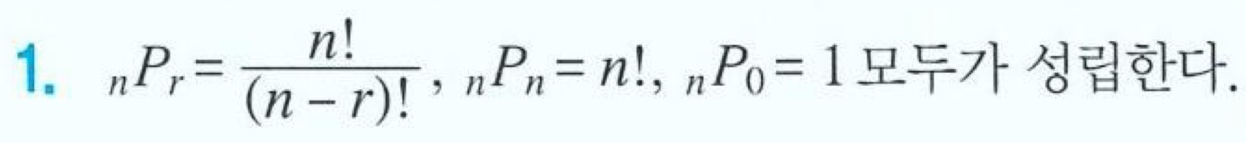 1. ₙPᵣ = n!/(n − r)!, ₙPₙ = n!, ₙP₀ = 1 모두가 성립한다.